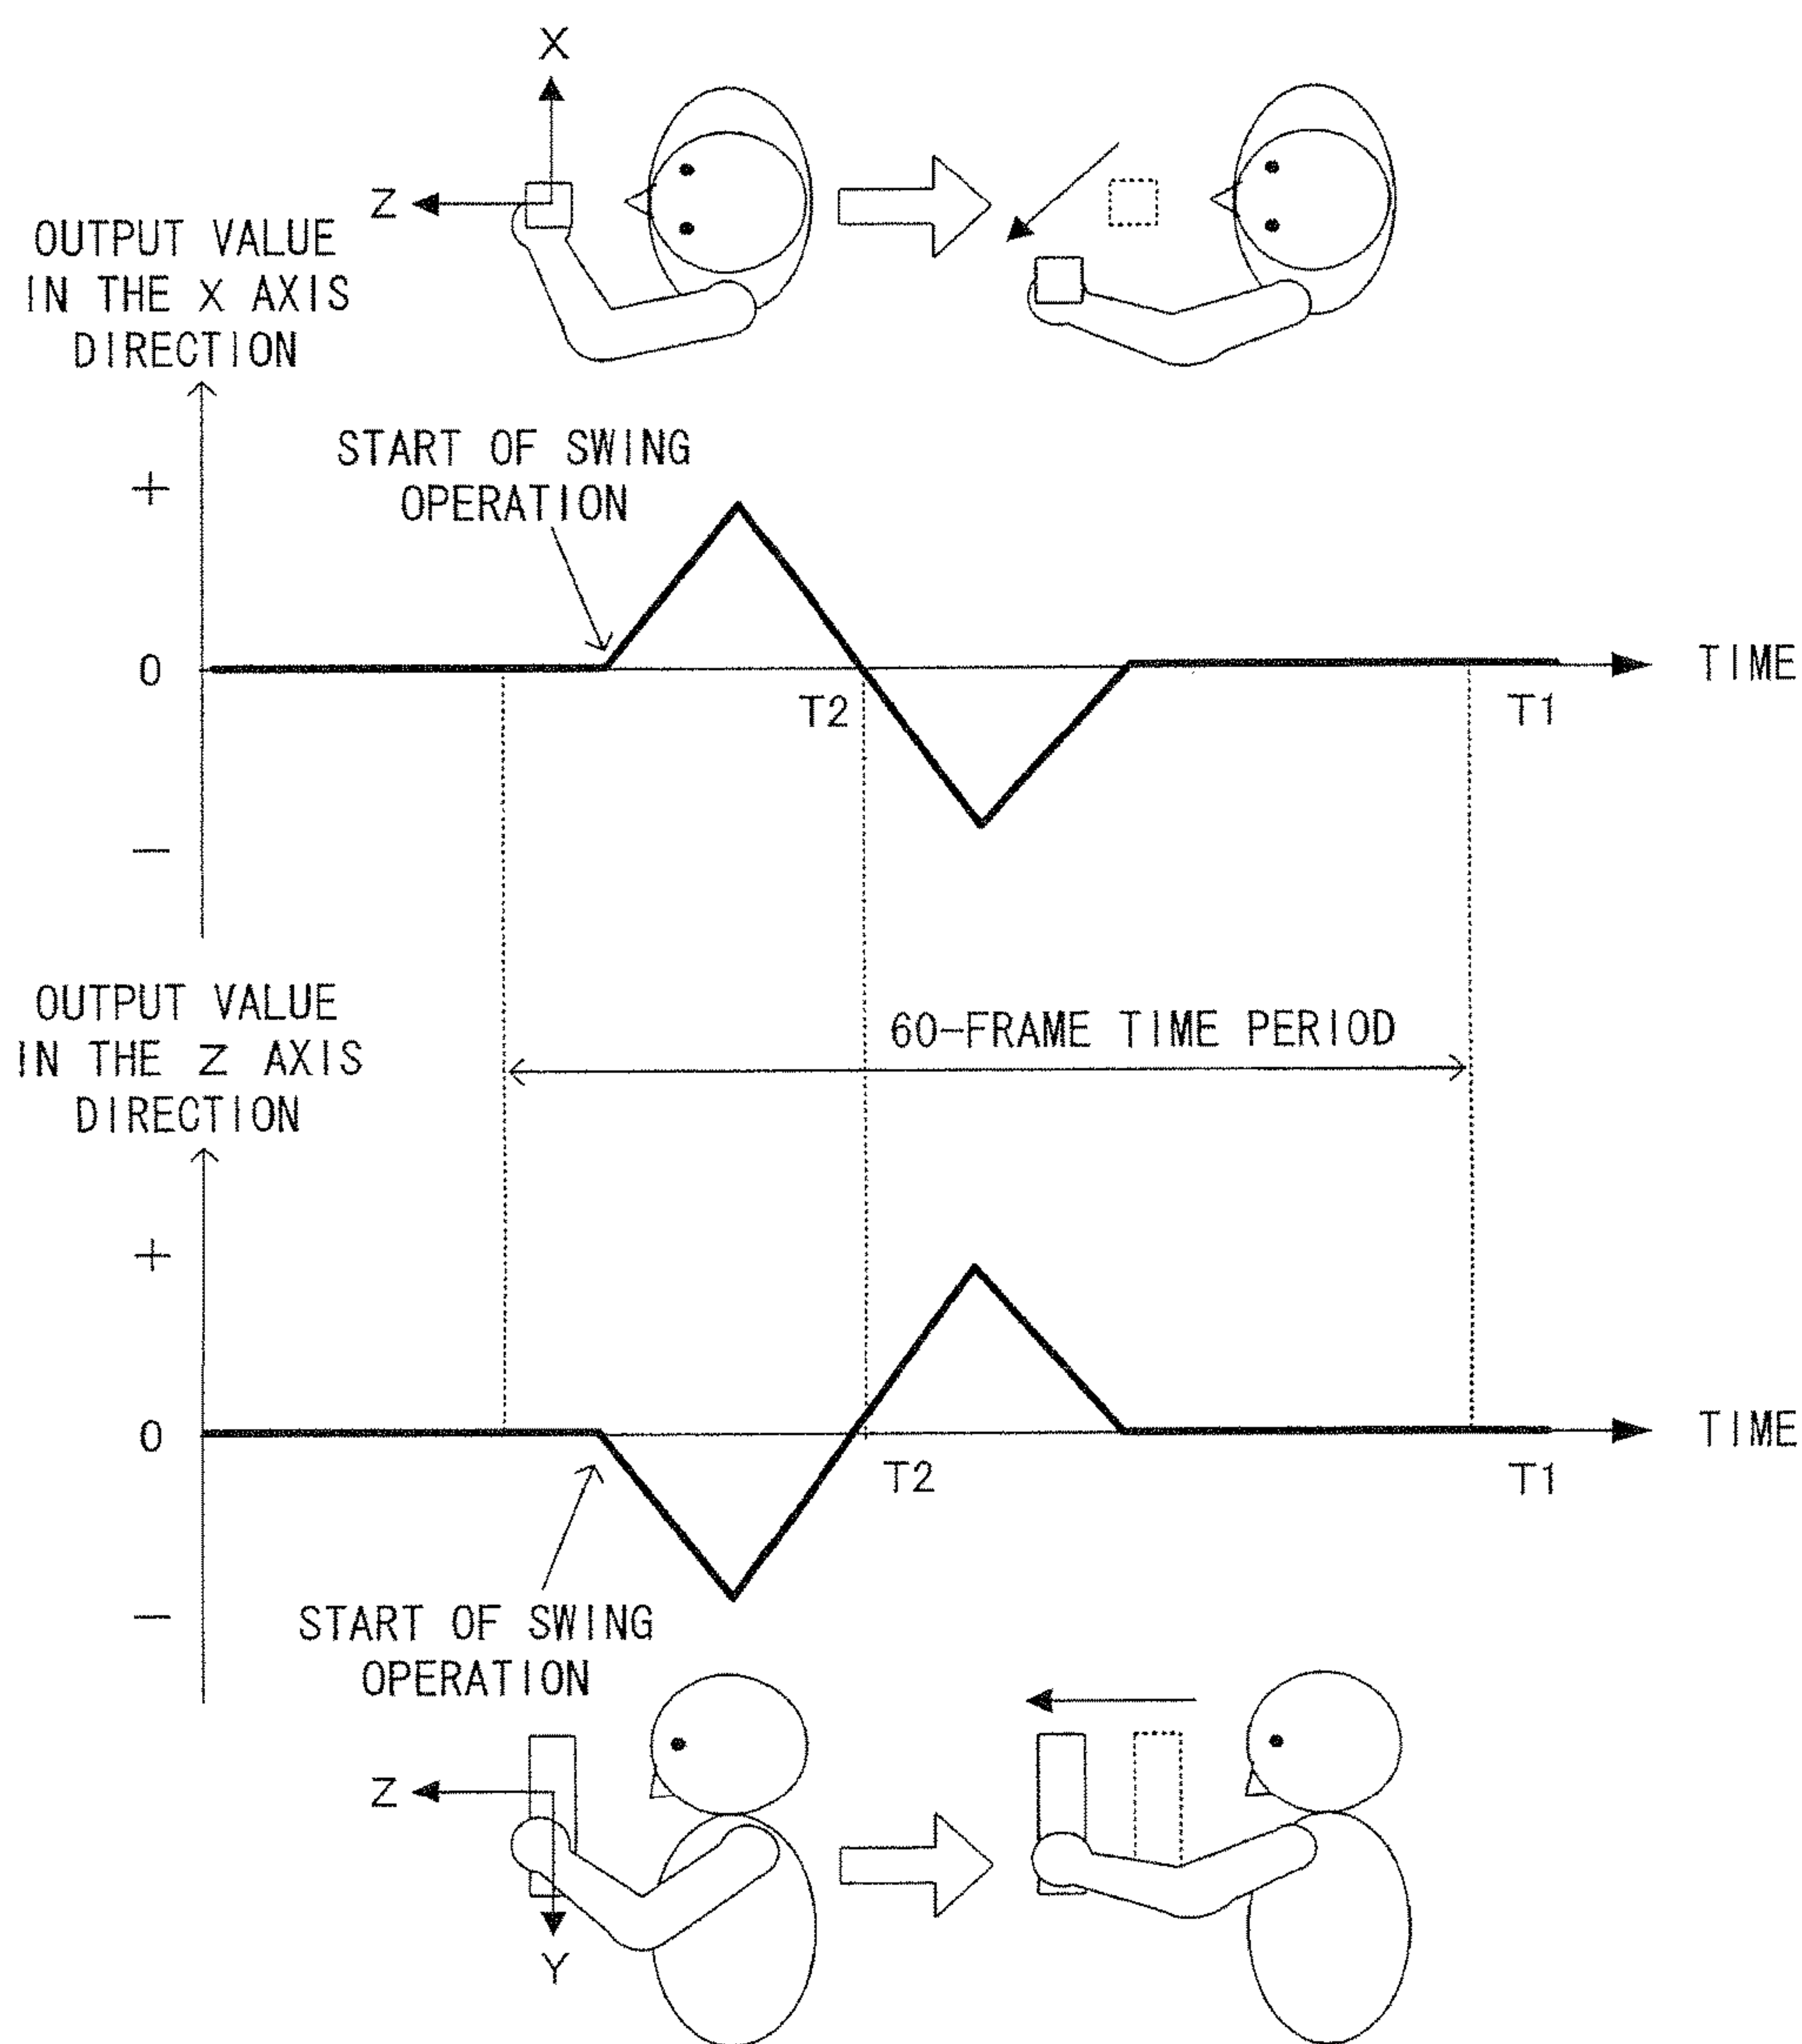 X
Z
OUTPUT VALUE
IN THE X AXIS
DIRECTION
START OF SWING
OPERATION
+
0
TIME
T2
T1
−
OUTPUT VALUE
IN THE Z AXIS
DIRECTION
60-FRAME TIME PERIOD
+
0
TIME
T2
T1
−
START OF SWING
OPERATION
Z
Y